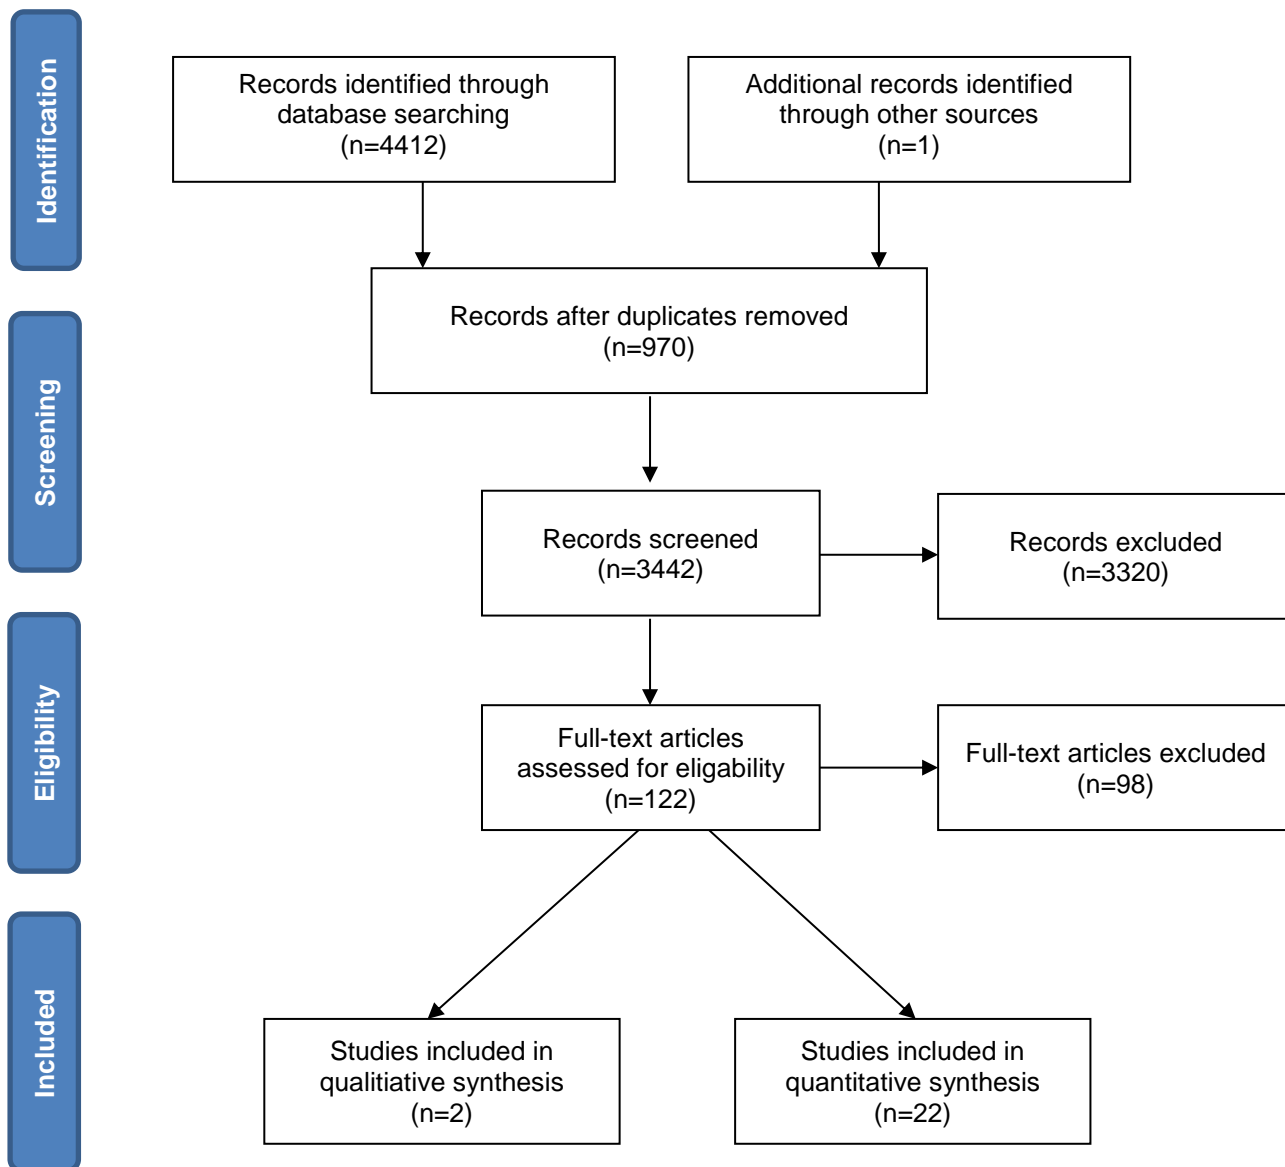 Identification
Records identified through
database searching
(n=4412)
Additional records identified
through other sources
(n=1)
Records after duplicates removed
(n=970)
Screening
Records screened
(n=3442)
Records excluded
(n=3320)
Eligibility
Full-text articles
assessed for eligability
(n=122)
Full-text articles excluded
(n=98)
Included
Studies included in
qualitiative synthesis
(n=2)
Studies included in
quantitative synthesis
(n=22)